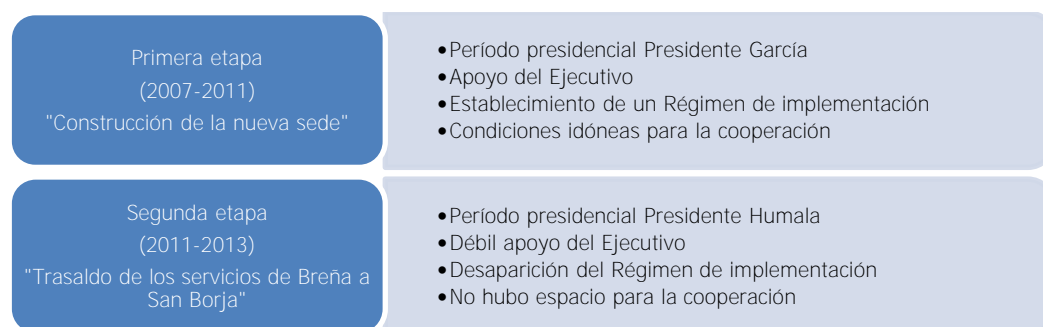 Primera etapa
(2007-2011)
"Construcción de la nueva sede"
•Período presidencial Presidente García
•Apoyo del Ejecutivo
•Establecimiento de un Régimen de implementación
•Condiciones idóneas para la cooperación
Segunda etapa
(2011-2013)
"Trasaldo de los servicios de Breña a
San Borja"
•Período presidencial Presidente Humala
•Débil apoyo del Ejecutivo
•Desaparición del Régimen de implementación
•No hubo espacio para la cooperación